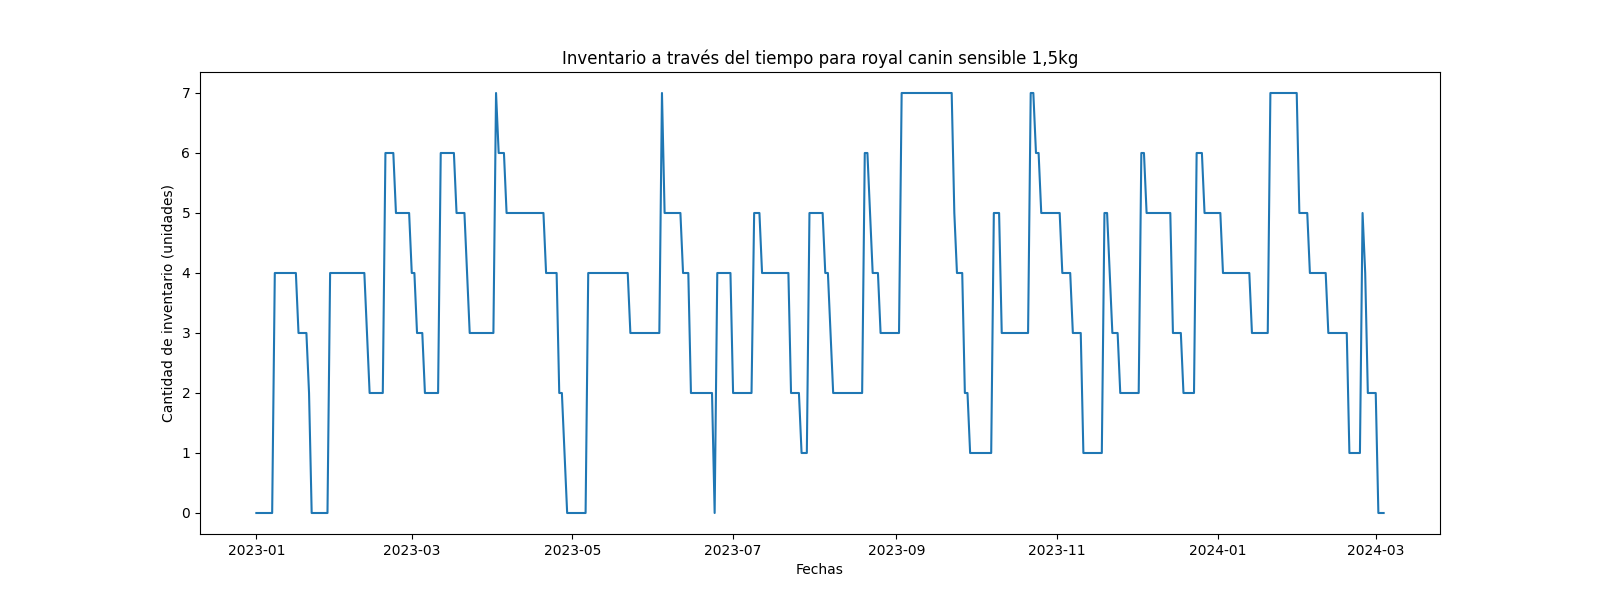 Inventario a través del tiempo para royal canin sensible 1,5kg
Cantidad de inventario (unidades)
7
6
5
4
3
2
1
0
2023-01 2023-03 2023-05 2023-07 2023-09 2023-11 2024-01 2024-03
Fechas